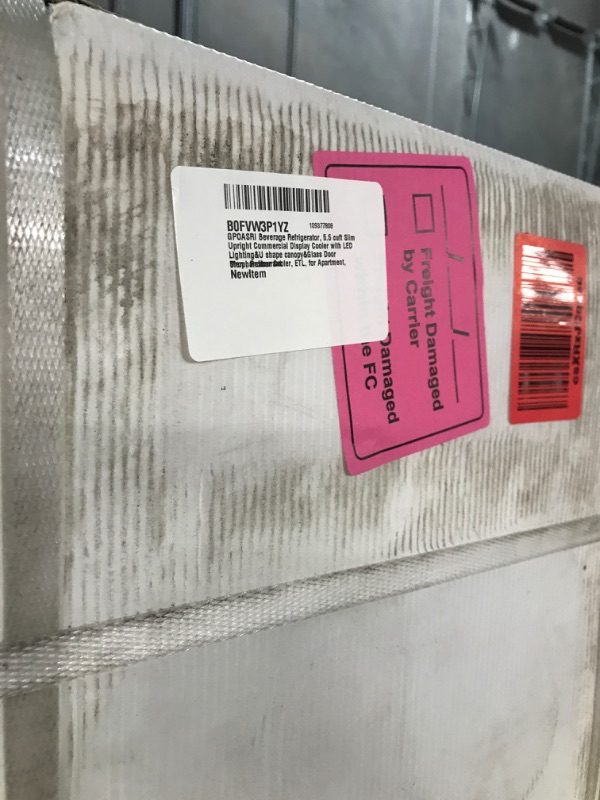 B0FVW3P1YZ
GPOASRI Beverage Refrigerator, 5.5 cuft Slim
Upright Commercial Display Cooler with LED
Lighting&U shape canopy&Glass Door
Cooler, ETL, for Apartment,
NewItem
Freight Damaged
by Carrier
Damaged
e FC